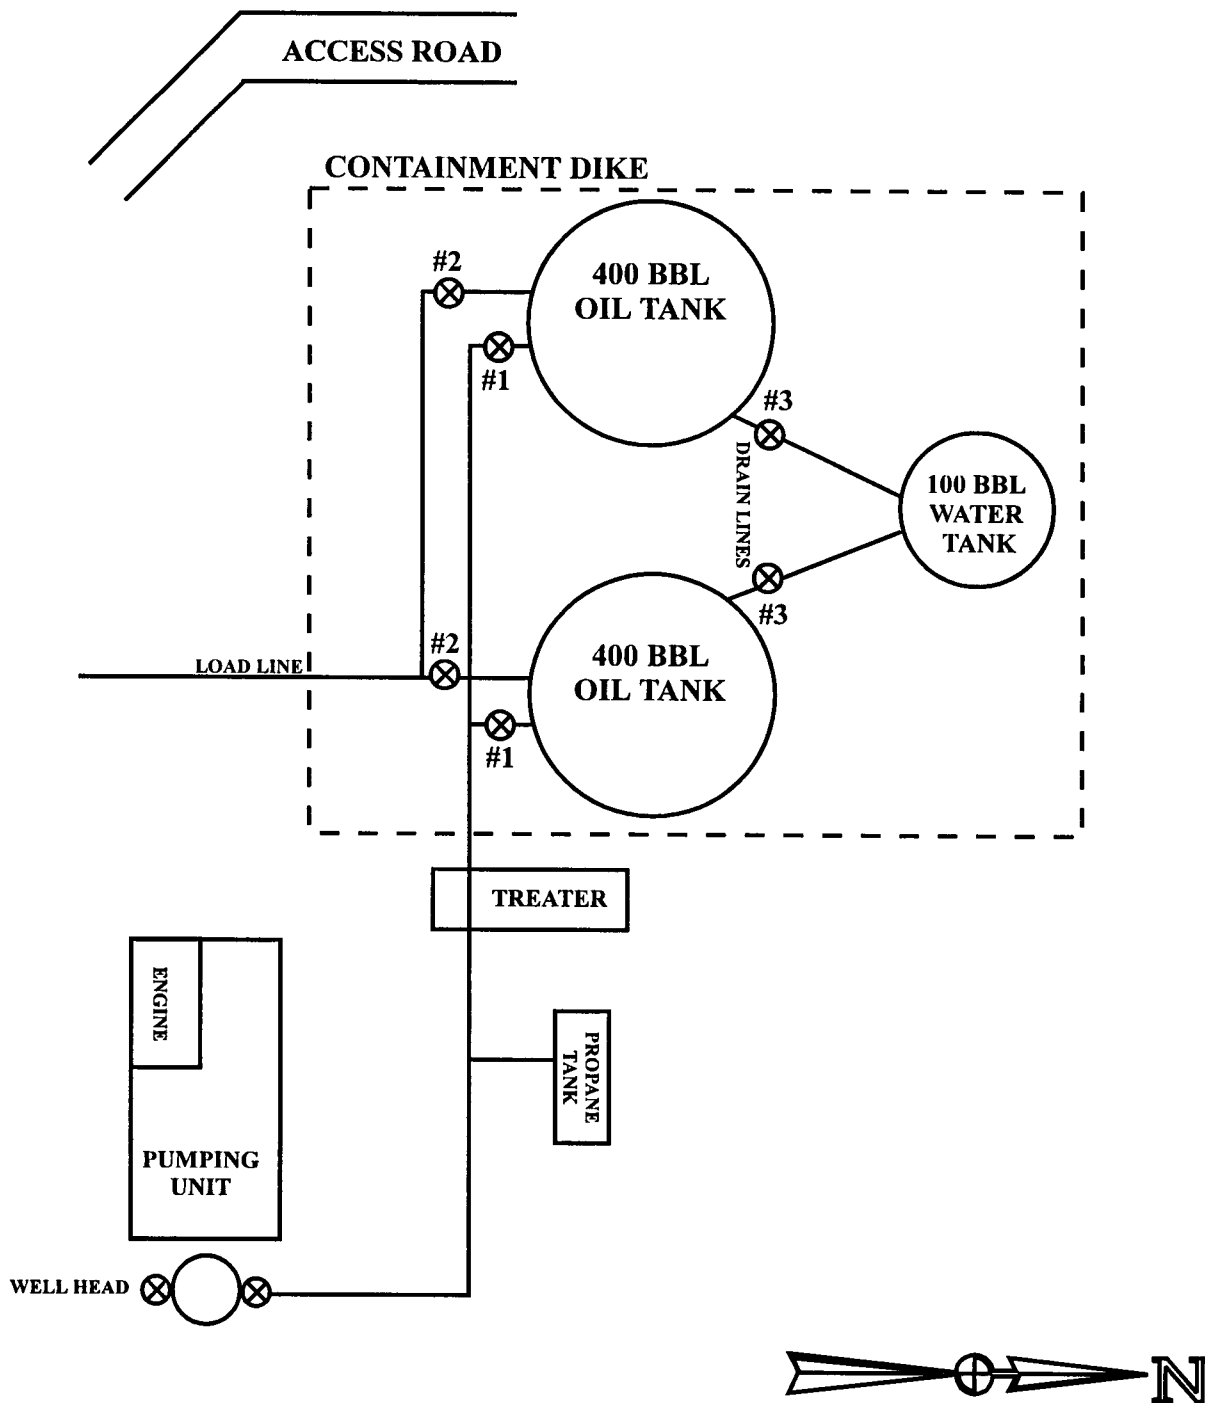 ACCESS ROAD
CONTAINMENT DIKE
#2
400 BBL
OIL TANK
#1
#3
DRAIN LINES
100 BBL
WATER
TANK
#3
#2
LOAD LINE
400 BBL
OIL TANK
#1
TREATER
ENGINE
PROPANE
TANK
PUMPING
UNIT
WELL HEAD
N